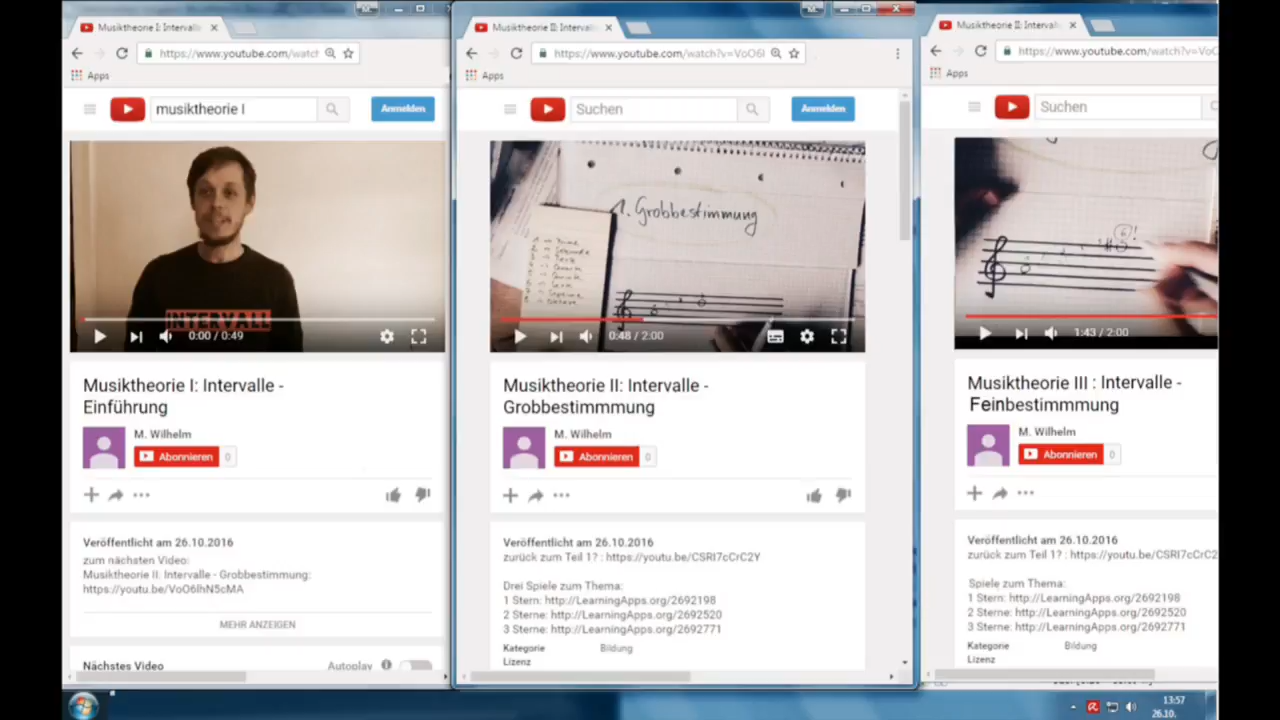 Musiktheorie I: Intervalle
https://www.youtube.com/watch
Apps
musiktheorie I
Anmelden
INTERVALL
0:00 / 0:49
Musiktheorie I: Intervalle -
Einführung
M. Wilhelm
Abonnieren 0
Veröffentlicht am 26.10.2016
zum nächsten Video:
Musiktheorie II: Intervalle - Grobbestimmung:
https://youtu.be/VoO6lhN5cMA
MEHR ANZEIGEN
Nächstes Video
Autoplay
Musiktheorie II: Intervalle
https://www.youtube.com/watch?v=VoO6l
Apps
Suchen
Anmelden
1. Grobbestimmung
0:48 / 2:00
Musiktheorie II: Intervalle -
Grobbestimmmung
M. Wilhelm
Abonnieren 0
Veröffentlicht am 26.10.2016
zurück zum Teil 1? : https://youtu.be/CSRI7cCrC2Y
Drei Spiele zum Thema:
1 Stern: http://LearningApps.org/2692198
2 Sterne: http://LearningApps.org/2692520
3 Sterne: http://LearningApps.org/2692771
Kategorie Bildung
Lizenz
Musiktheorie II: Intervalle
https://www.youtube.com/watch?v=VoO
Apps
Suchen
1:43 / 2:00
Musiktheorie III : Intervalle -
Feinbestimmmung
M. Wilhelm
Abonnieren 0
Veröffentlicht am 26.10.2016
zurück zum Teil 1? : https://youtu.be/CSRI7cCrC2
Spiele zum Thema:
1 Stern: http://LearningApps.org/2692198
2 Sterne: http://LearningApps.org/2692520
3 Sterne: http://LearningApps.org/2692771
Kategorie Bildung
Lizenz
13:57
26.10.